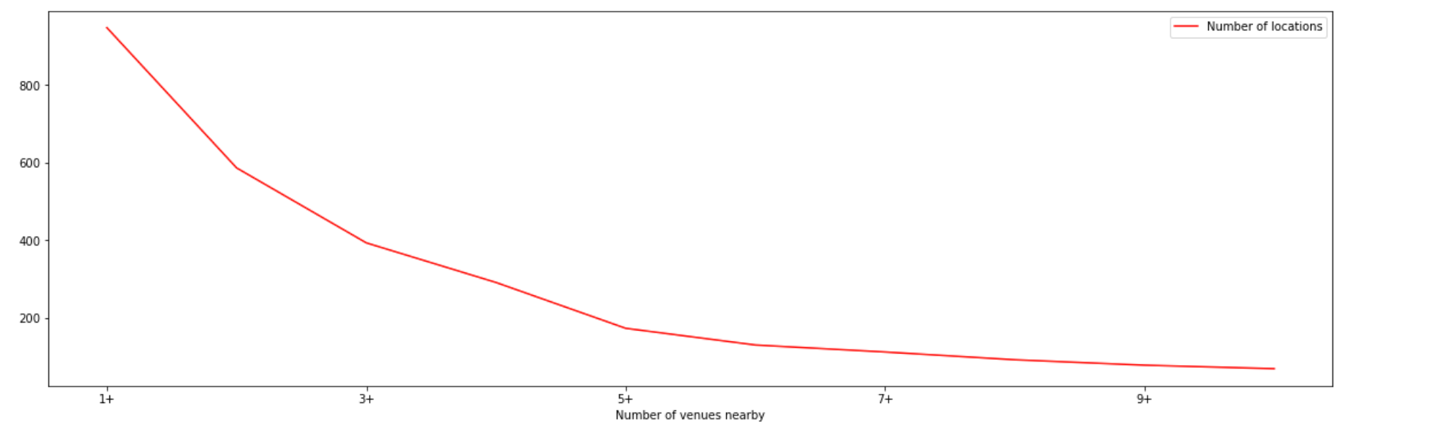 Number of locations
800
600
400
200
1+ 3+ 5+ 7+ 9+
Number of venues nearby